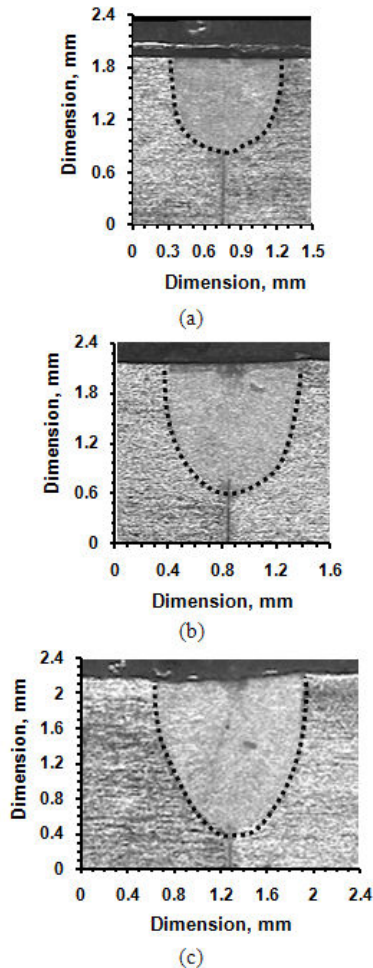 2.4
1.8
1.2
0.6
0
Dimension, mm
0 0.3 0.6 0.9 1.2 1.5
Dimension, mm
(a)
2.4
1.8
1.2
0.6
0
Dimension, mm
0 0.4 0.8 1.2 1.6
Dimension, mm
(b)
2.4
2
1.6
1.2
0.8
0.4
0
Dimension, mm
0 0.4 0.8 1.2 1.6 2 2.4
Dimension, mm
(c)